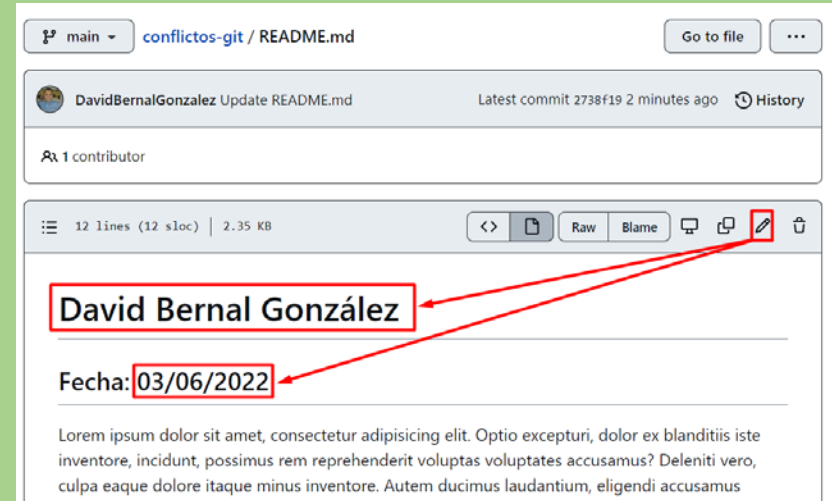 main conflictos-git / README.md Go to file ...
DavidBernalGonzalez Update README.md Latest commit 2738f19 2 minutes ago History
1 contributor
12 lines (12 sloc) | 2.35 KB <> Raw Blame
David Bernal González
Fecha: 03/06/2022
Lorem ipsum dolor sit amet, consectetur adipisicing elit. Optio excepturi, dolor ex blanditiis iste
inventore, incidunt, possimus rem reprehenderit voluptas voluptates accusamus? Deleniti vero,
culpa eaque dolore itaque minus inventore. Autem ducimus laudantium, eligendi accusamus